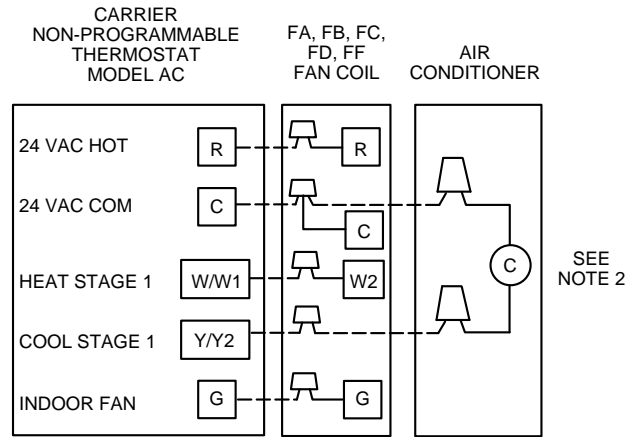 CARRIER
NON-PROGRAMMABLE
THERMOSTAT
MODEL AC
FA, FB, FC,
FD, FF
FAN COIL
AIR
CONDITIONER
24 VAC HOT
R
R
24 VAC COM
C
C
HEAT STAGE 1
W/W1
W2
C
SEE
NOTE 2
COOL STAGE 1
Y/Y2
INDOOR FAN
G
G